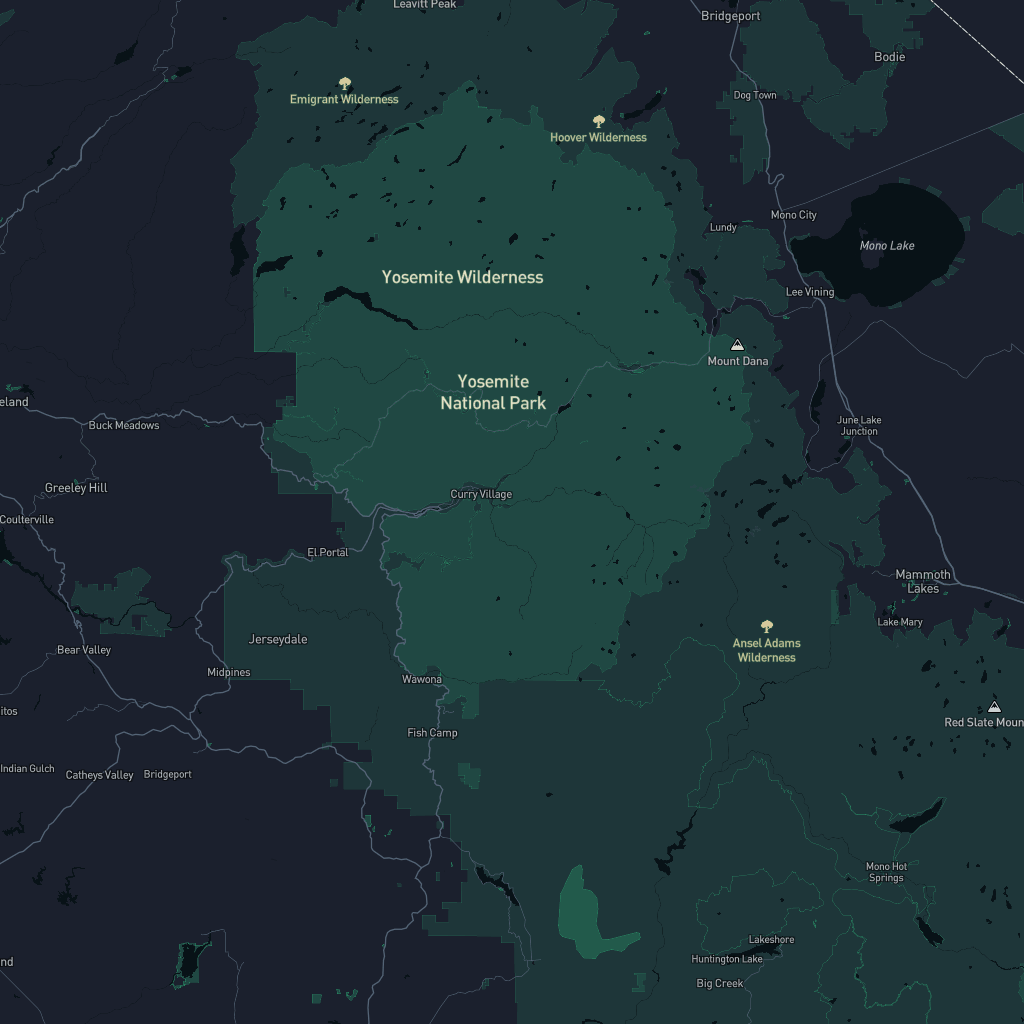 Leavitt Peak
Bridgeport
Bodie
Emigrant Wilderness
Dog Town
Hoover Wilderness
Mono City
Lundy
Mono Lake
Yosemite Wilderness
Lee Vining
Mount Dana
Yosemite
National Park
eland
Buck Meadows
June Lake
Junction
Greeley Hill
Curry Village
Coulterville
El Portal
Mammoth
Lakes
Lake Mary
Jerseydale
Ansel Adams
Wilderness
Bear Valley
Midpines
Wawona
itos
Red Slate Moun
Fish Camp
Indian Gulch
Catheys Valley
Bridgeport
Mono Hot
Springs
Lakeshore
Huntington Lake
nd
Big Creek